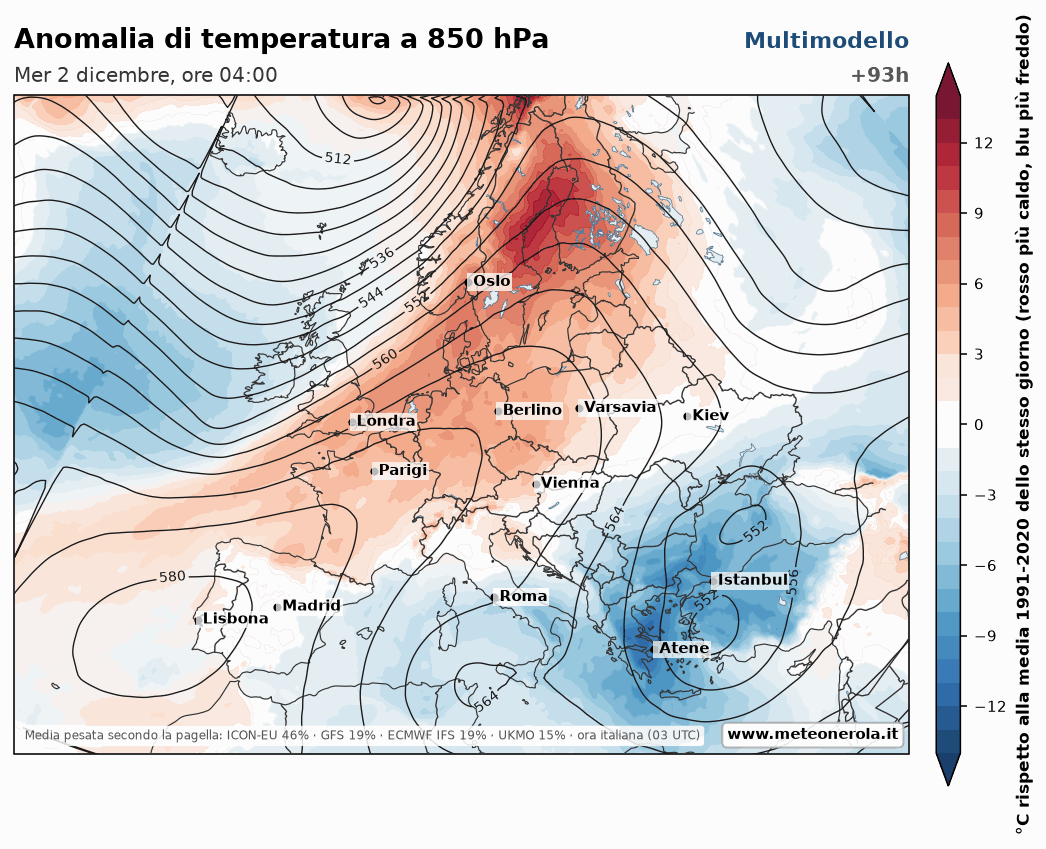 Anomalia di temperatura a 850 hPa
Multimodello
Mer 2 dicembre, ore 04:00
+93h
512
536
544
552
560
Oslo
Berlino
Varsavia
Kiev
Londra
Parigi
Vienna
564
552
580
Istanbul
556
552
Roma
Madrid
Lisbona
Atene
564
Media pesata secondo la pagella: ICON-EU 46% · GFS 19% · ECMWF IFS 19% · UKMO 15% · ora italiana (03 UTC)
www.meteonerola.it
12
9
6
3
0
−3
−6
−9
−12
°C rispetto alla media 1991-2020 dello stesso giorno (rosso più caldo, blu più freddo)